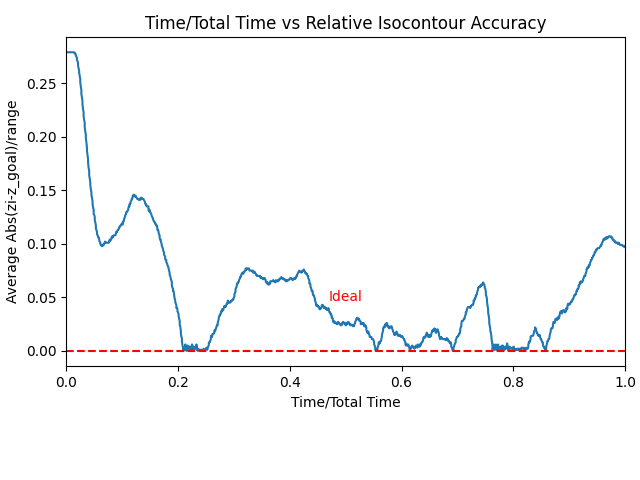 Time/Total Time vs Relative Isocontour Accuracy
Average Abs(zi-z_goal)/range
0.25
0.20
0.15
0.10
0.05
0.00
Ideal
0.0 0.2 0.4 0.6 0.8 1.0
Time/Total Time